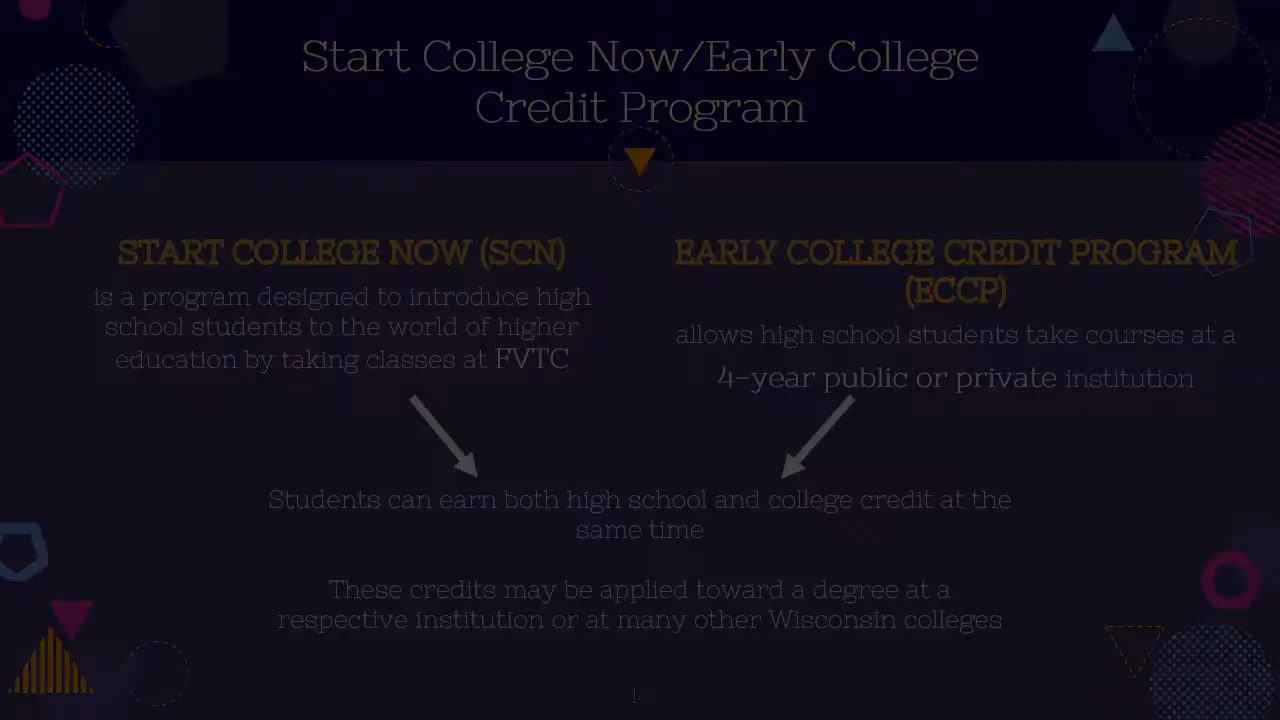 Start College Now/Early College
Credit Program
START COLLEGE NOW (SCN)
is a program designed to introduce high
school students to the world of higher
education by taking classes at FVTC
EARLY COLLEGE CREDIT PROGRAM
(ECCP)
allows high school students take courses at a
4-year public or private institution
Students can earn both high school and college credit at the
same time
These credits may be applied toward a degree at a
respective institution or at many other Wisconsin colleges
1